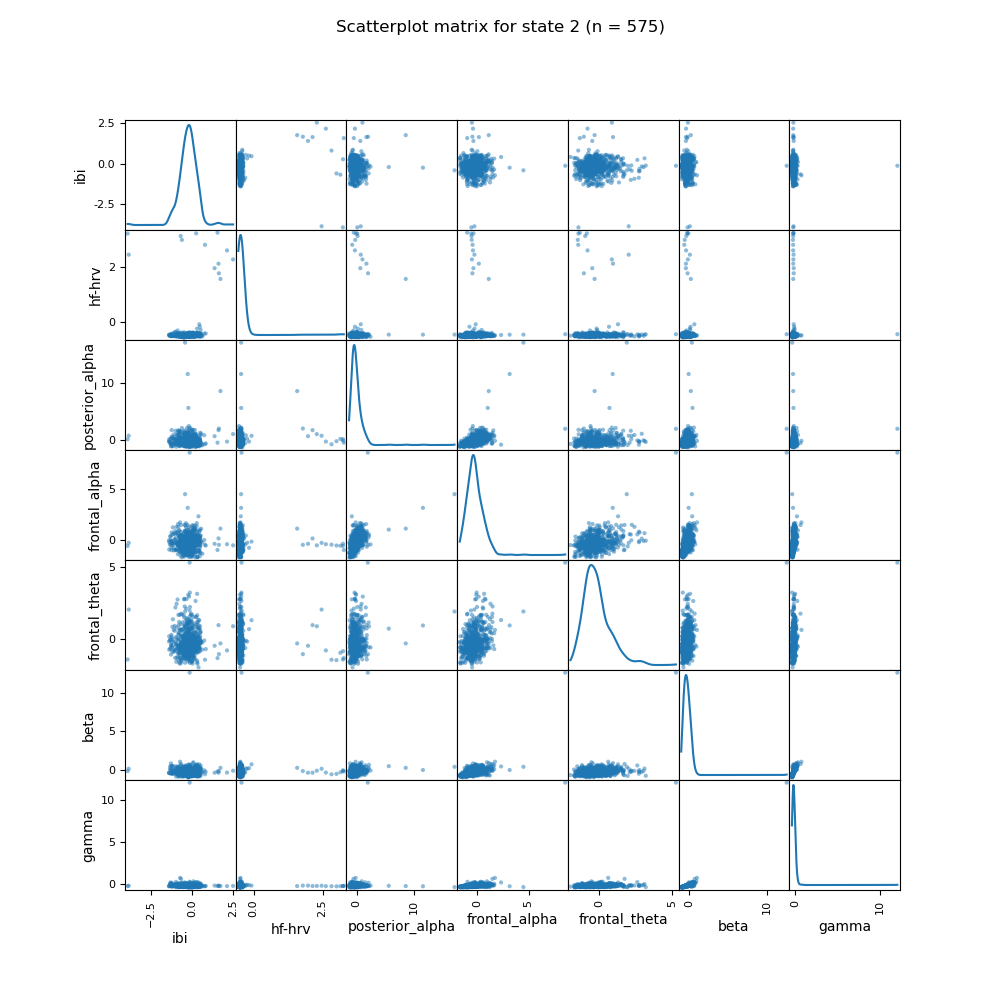 Scatterplot matrix for state 2 (n = 575)
2.5
0.0
-2.5
ibi
2
0
hf-hrv
10
0
posterior_alpha
5
0
frontal_alpha
5
0
frontal_theta
10
5
0
beta
10
5
0
gamma
−2.5
0.0
2.5
0.0
2.5
0
10
0
5
0
5
0
10
0
10
ibi
hf-hrv
posterior_alpha
frontal_alpha
frontal_theta
beta
gamma